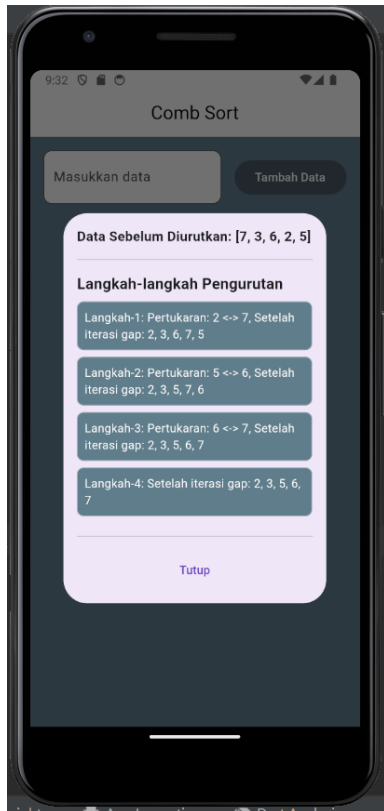 9:32
Comb Sort
Masukkan data
Tambah Data
Data Sebelum Diurutkan: [7, 3, 6, 2, 5]
Langkah-langkah Pengurutan
Langkah-1: Pertukaran: 2 <-> 7, Setelah
iterasi gap: 2, 3, 6, 7, 5
Langkah-2: Pertukaran: 5 <-> 6, Setelah
iterasi gap: 2, 3, 5, 7, 6
Langkah-3: Pertukaran: 6 <-> 7, Setelah
iterasi gap: 2, 3, 5, 6, 7
Langkah-4: Setelah iterasi gap: 2, 3, 5, 6,
7
Tutup